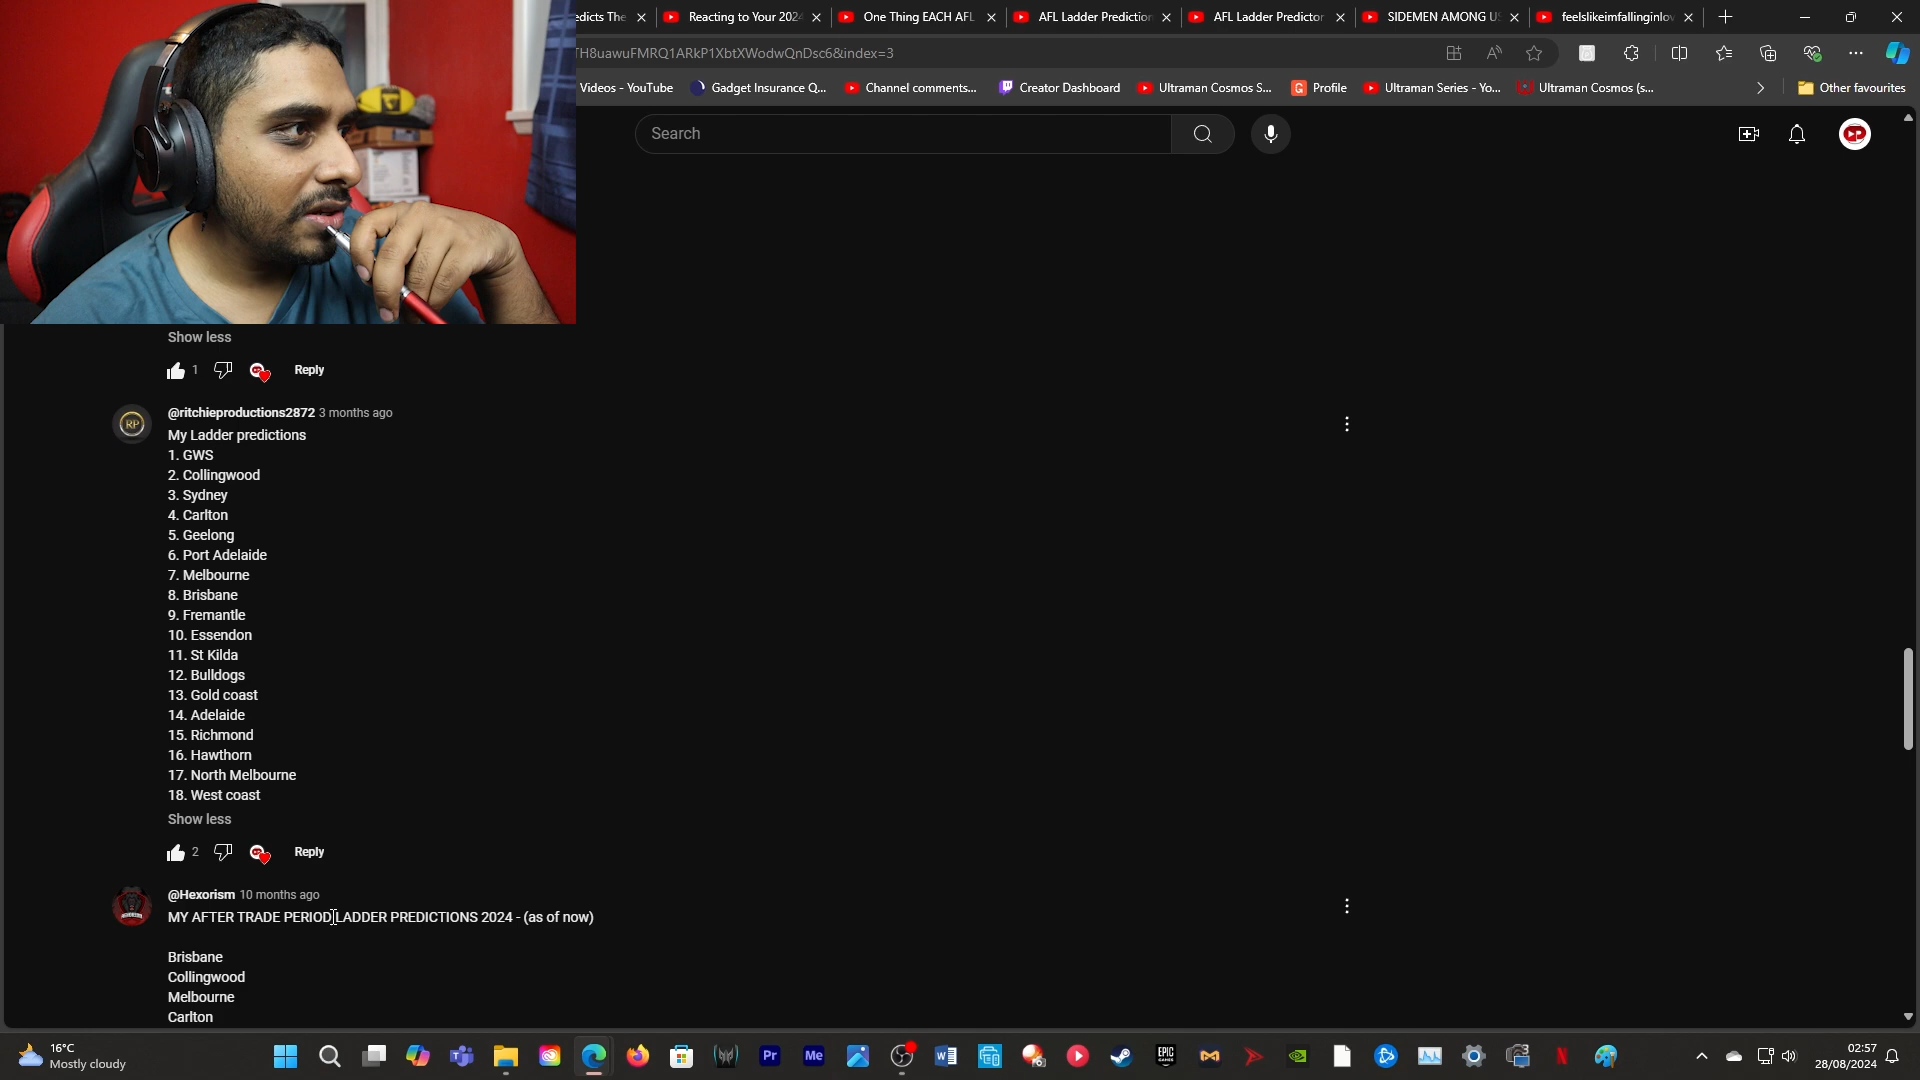 edicts The
Reacting to Your 2024
One Thing EACH AFL
AFL Ladder Prediction
AFL Ladder Predictor
SIDEMEN AMONG US
feelslikeimfallinginlov
TH8uawuFMRQ1ARkP1XbtXWodwQnDsc6&index=3
Videos - YouTube
Gadget Insurance Q...
Channel comments...
Creator Dashboard
Ultraman Cosmos S...
Profile
Ultraman Series - Yo...
Ultraman Cosmos (s...
Other favourites
Search
Show less
1
Reply
@ritchieproductions2872 3 months ago
My Ladder predictions
1. GWS
2. Collingwood
3. Sydney
4. Carlton
5. Geelong
6. Port Adelaide
7. Melbourne
8. Brisbane
9. Fremantle
10. Essendon
11. St Kilda
12. Bulldogs
13. Gold coast
14. Adelaide
15. Richmond
16. Hawthorn
17. North Melbourne
18. West coast
Show less
2
Reply
RP
@Hexorism 10 months ago
MY AFTER TRADE PERIOD LADDER PREDICTIONS 2024 - (as of now)
Brisbane
Collingwood
Melbourne
Carlton
16°C
Mostly cloudy
Pr
Me
EPIC
GAMES
02:57
28/08/2024